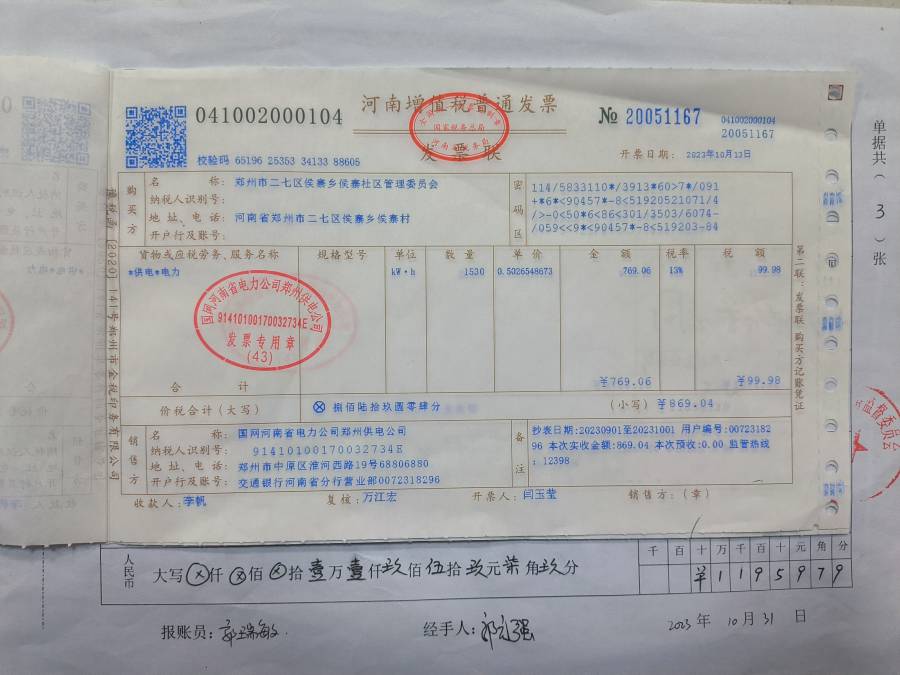 河南增值税普通发票
041002000104
№ 20051167
041002000104
20051167
国家税务总局
发票联
校验码 65196 25353 34133 88605
开票日期: 2023年10月13日
购买方
名 称: 郑州市二七区侯寨乡侯寨社区管理委员会
纳税人识别号:
地址、电话: 河南省郑州市二七区侯寨乡侯寨村
开户行及账号:
密码区
114/5833110*/3913*60>7*/091
+*6*<90457*-8<51920521071/4
/>-0<50*6<86<301/3503/6074-
/059<<9*<90457*-8<519203-84
货物或应税劳务、服务名称 规格型号 单位 数量 单价 金额 税率 税额
*供电*电力 kW·h 1530 0.5026548673 769.06 13% 99.98
国网河南省电力公司郑州供电公司
91410100170032734E
发票专用章
(43)
合计 ¥769.06 ¥99.98
价税合计(大写) ⊗ 捌佰陆拾玖圆零肆分 (小写) ¥869.04
销售方
名 称: 国网河南省电力公司郑州供电公司
纳税人识别号: 91410100170032734E
地址、电话: 郑州市中原区淮河西路19号68806880
开户行及账号: 交通银行河南省分行营业部0072318296
备注
抄表日期:20230901至20231001 用户编号:00723182
96 本次实收金额:869.04 本次预收:0.00 监管热线
:12398
收款人: 李帆 复核: 万江宏 开票人: 闫玉莹 销售方:(章)
第二联:发票联 购买方记账凭证
单据共(3)张
监督委员会
人民币
大写ⓧ仟ⓧ佰ⓧ拾壹万壹仟玖佰伍拾玖元柒角玖分
千 百 十 万 千 百 十 元 角 分
¥ 1 1 9 5 9 7 9
报账员: 郭瑞敏
经手人:
2023年 10月 31日